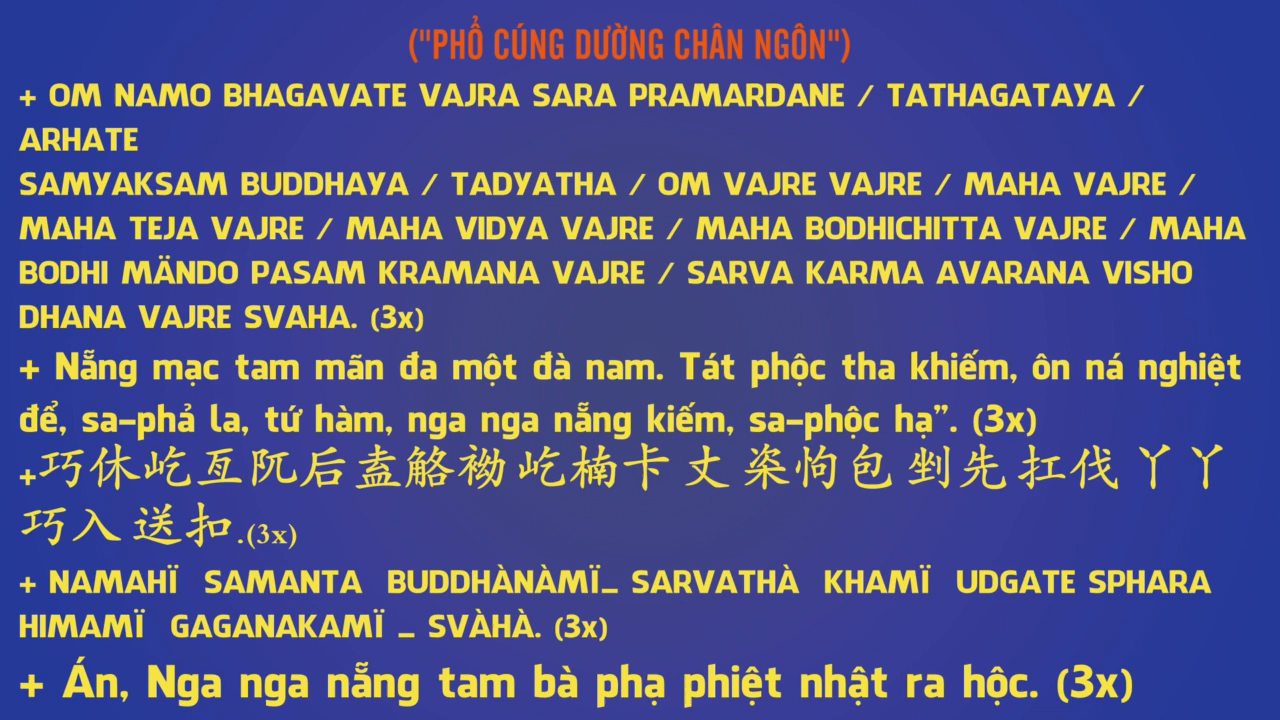 ("PHỔ CÚNG DƯỜNG CHÂN NGÔN")
+ OM NAMO BHAGAVATE VAJRA SARA PRAMARDANE / TATHAGATAYA /
ARHATE
SAMYAKSAM BUDDHAYA / TADYATHA / OM VAJRE VAJRE / MAHA VAJRE /
MAHA TEJA VAJRE / MAHA VIDYA VAJRE / MAHA BODHICHITTA VAJRE / MAHA
BODHI MÄNDO PASAM KRAMANA VAJRE / SARVA KARMA AVARANA VISHO
DHANA VAJRE SVAHA. (3x)
+ Nẵng mạc tam mãn đa một đà nam. Tát phộc tha khiếm, ôn ná nghiệt
để, sa-phả la, tứ hàm, nga nga nẵng kiếm, sa-phộc hạ”. (3x)
+巧休屹亙阢后盍觡袎屹楠卡丈楶怐包剉先扛伐丫丫
巧入送扣.(3x)
+ NAMAHÏ SAMANTA BUDDHÀNÀMÏ_ SARVATHÀ KHAMÏ UDGATE SPHARA
HIMAMÏ GAGANAKAMÏ _ SVÀHÀ. (3x)
+ Án, Nga nga nẵng tam bà phạ phiệt nhật ra hộc. (3x)